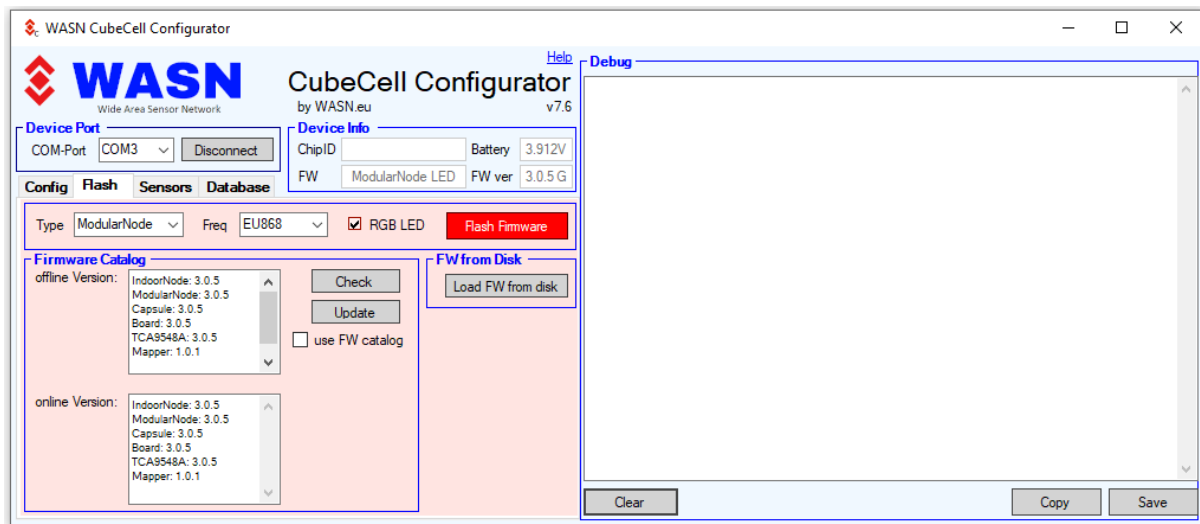 WASN CubeCell Configurator
WASN
Wide Area Sensor Network
Help
CubeCell Configurator
by WASN.eu v7.6
Device Port
COM-Port COM3 Disconnect
Device Info
ChipID Battery 3.912V
FW ModularNode LED FW ver 3.0.5 G
Config Flash Sensors Database
Type ModularNode Freq EU868 RGB LED Flash Firmware
Firmware Catalog
offline Version:
IndoorNode: 3.0.5
ModularNode: 3.0.5
Capsule: 3.0.5
Board: 3.0.5
TCA9548A: 3.0.5
Mapper: 1.0.1
Check
Update
use FW catalog
FW from Disk
Load FW from disk
online Version:
IndoorNode: 3.0.5
ModularNode: 3.0.5
Capsule: 3.0.5
Board: 3.0.5
TCA9548A: 3.0.5
Mapper: 1.0.1
Debug
Clear Copy Save